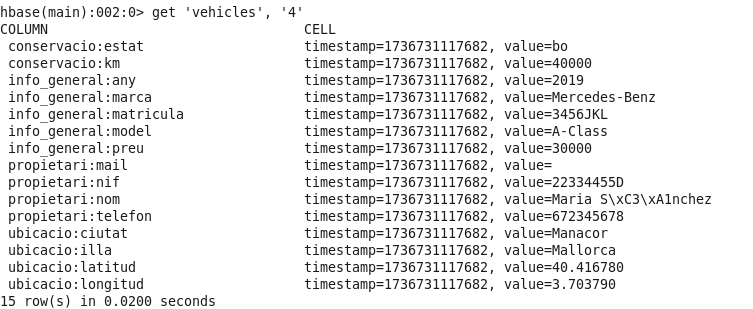 hbase(main):002:0> get 'vehicles', '4'
COLUMN CELL
conservacio:estat timestamp=1736731117682, value=bo
conservacio:km timestamp=1736731117682, value=40000
info_general:any timestamp=1736731117682, value=2019
info_general:marca timestamp=1736731117682, value=Mercedes-Benz
info_general:matricula timestamp=1736731117682, value=3456JKL
info_general:model timestamp=1736731117682, value=A-Class
info_general:preu timestamp=1736731117682, value=30000
propietari:mail timestamp=1736731117682, value=
propietari:nif timestamp=1736731117682, value=22334455D
propietari:nom timestamp=1736731117682, value=Maria S\xC3\xA1nchez
propietari:telefon timestamp=1736731117682, value=672345678
ubicacio:ciutat timestamp=1736731117682, value=Manacor
ubicacio:illa timestamp=1736731117682, value=Mallorca
ubicacio:latitud timestamp=1736731117682, value=40.416780
ubicacio:longitud timestamp=1736731117682, value=3.703790
15 row(s) in 0.0200 seconds